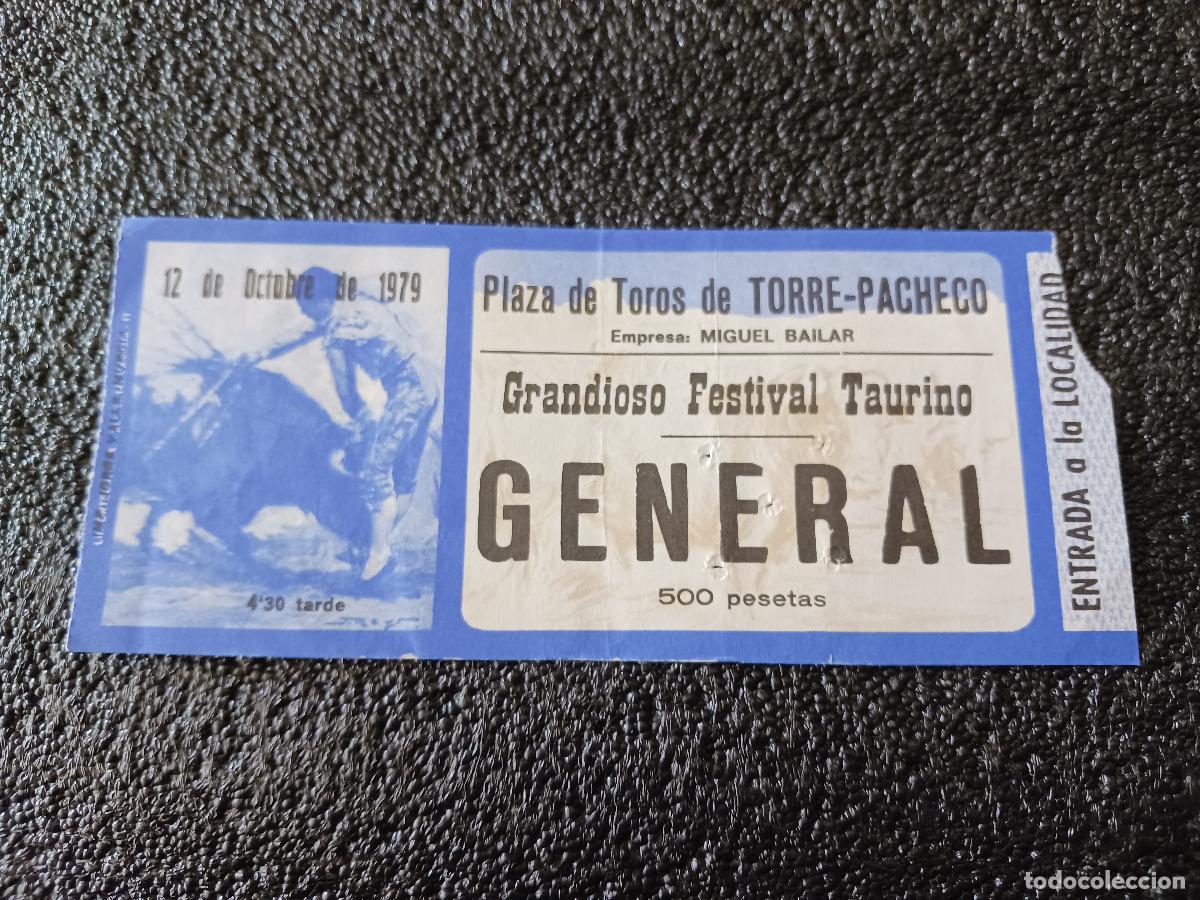 12 de Octubre de 1979
4'30 tarde
Plaza de Toros de TORRE-PACHECO
Empresa: MIGUEL BAILAR
Grandioso Festival Taurino
GENERAL
500 pesetas
ENTRADA a la LOCALIDAD
todocoleccion